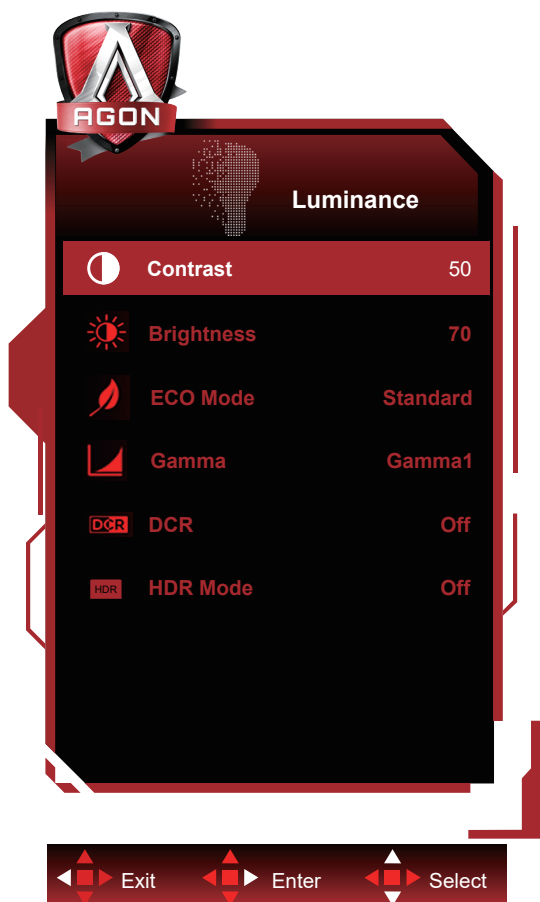 AGON
Luminance
Contrast 50
Brightness 70
ECO Mode Standard
Gamma Gamma1
DCR DCR Off
HDR HDR Mode Off
Exit Enter Select